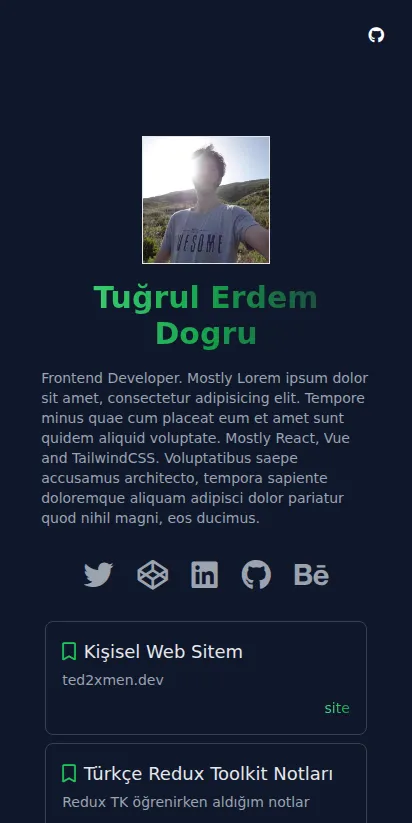 Tuğrul Erdem
Dogru
Frontend Developer. Mostly Lorem ipsum dolor
sit amet, consectetur adipisicing elit. Tempore
minus quae cum placeat eum et amet sunt
quidem aliquid voluptate. Mostly React, Vue
and TailwindCSS. Voluptatibus saepe
accusamus architecto, tempora sapiente
doloremque aliquam adipisci dolor pariatur
quod nihil magni, eos ducimus.
in Bē
Kişisel Web Sitem
ted2xmen.dev
site
Türkçe Redux Toolkit Notları
Redux TK öğrenirken aldığım notlar